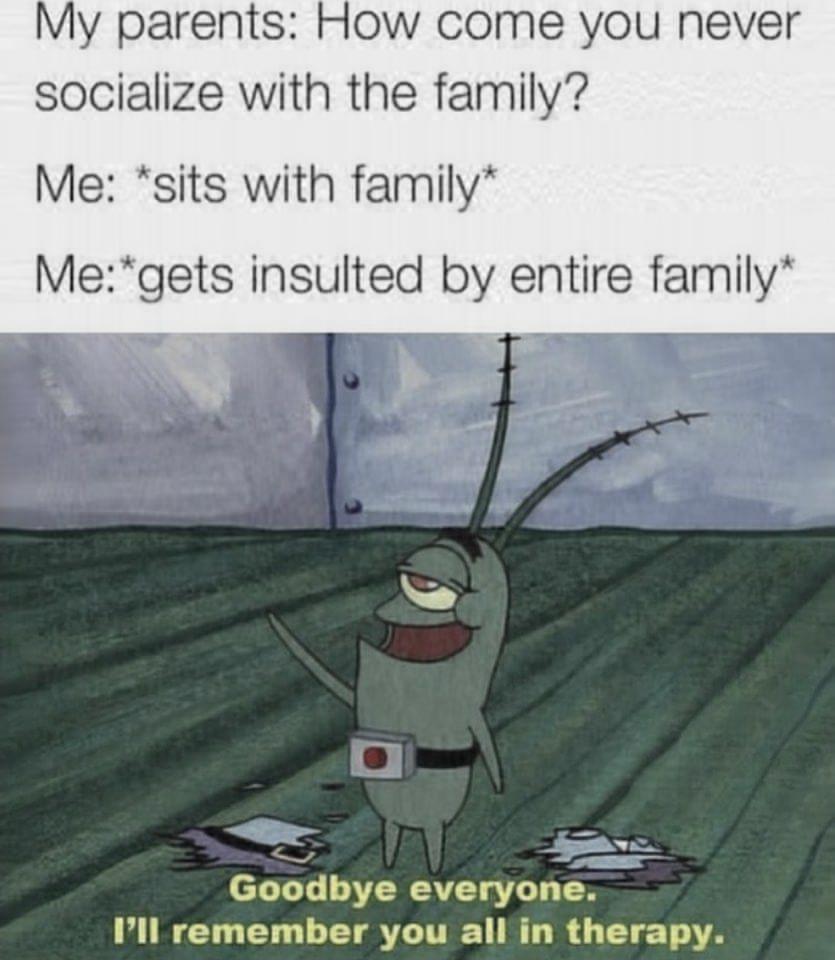 My parents: How come you never
socialize with the family?
Me: *sits with family*
Me:*gets insulted by entire family*
Goodbye everyone.
I'll remember you all in therapy.